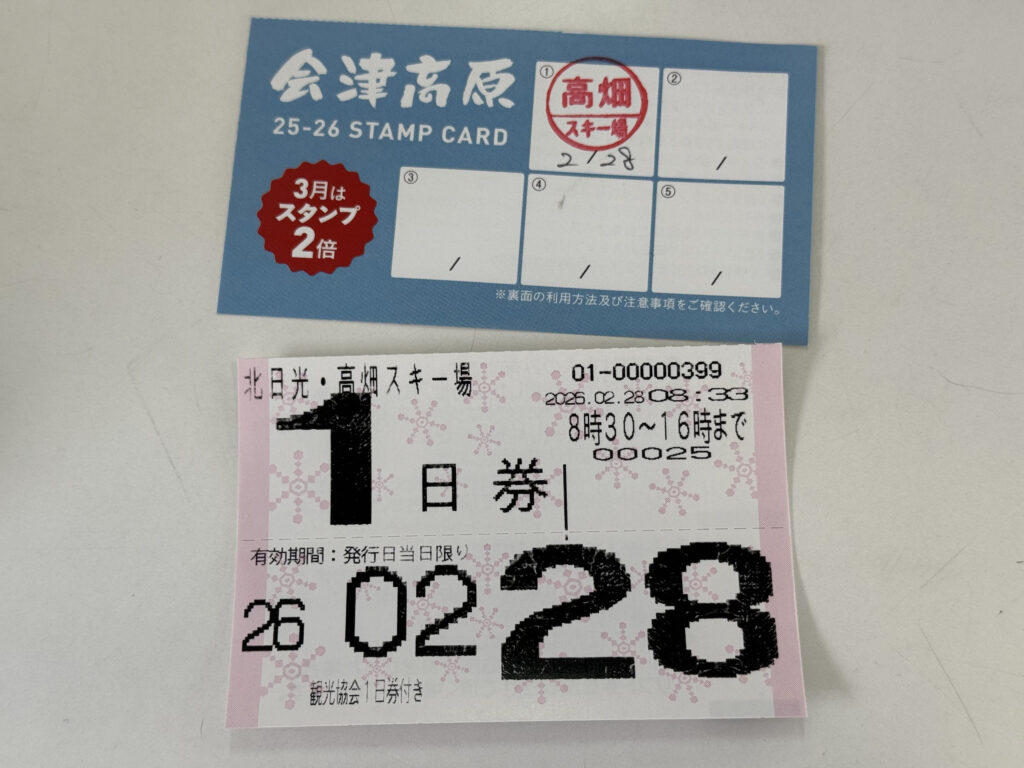 会津高原
25-26 STAMP CARD
3月は
スタンプ
2倍
①
高畑
スキー場
2/28
②
/
③
/
④
/
⑤
/
※裏面の利用方法及び注意事項をご確認ください。
北日光・高畑スキー場
01-00000399
2026.02.28 08:33
8時30~16時まで
00025
1日券
有効期間:発行日当日限り
26 02 28
観光協会1日券付き